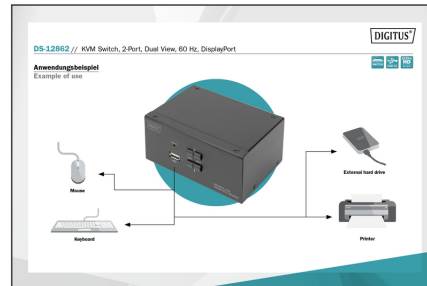 DIGITUS®
DS-12862 // KVM Switch, 2-Port, Dual View, 60 Hz, DisplayPort
Anwendungsbeispiel
Example of use
DIGITUS
Mouse
Keyboard
External hard drive
Printer